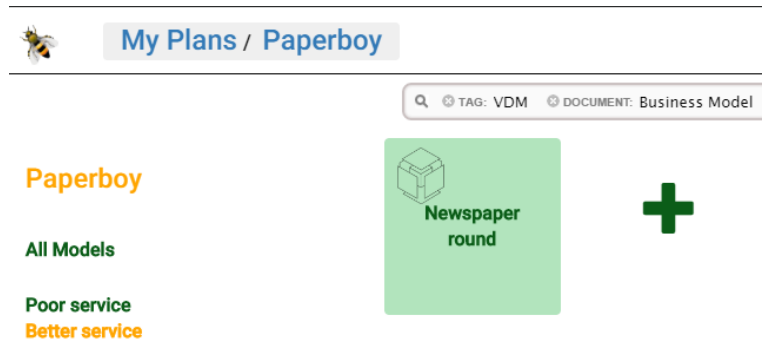 My Plans / Paperboy
TAG: VDM DOCUMENT: Business Model
Paperboy
Newspaper
round
All Models
Poor service
Better service